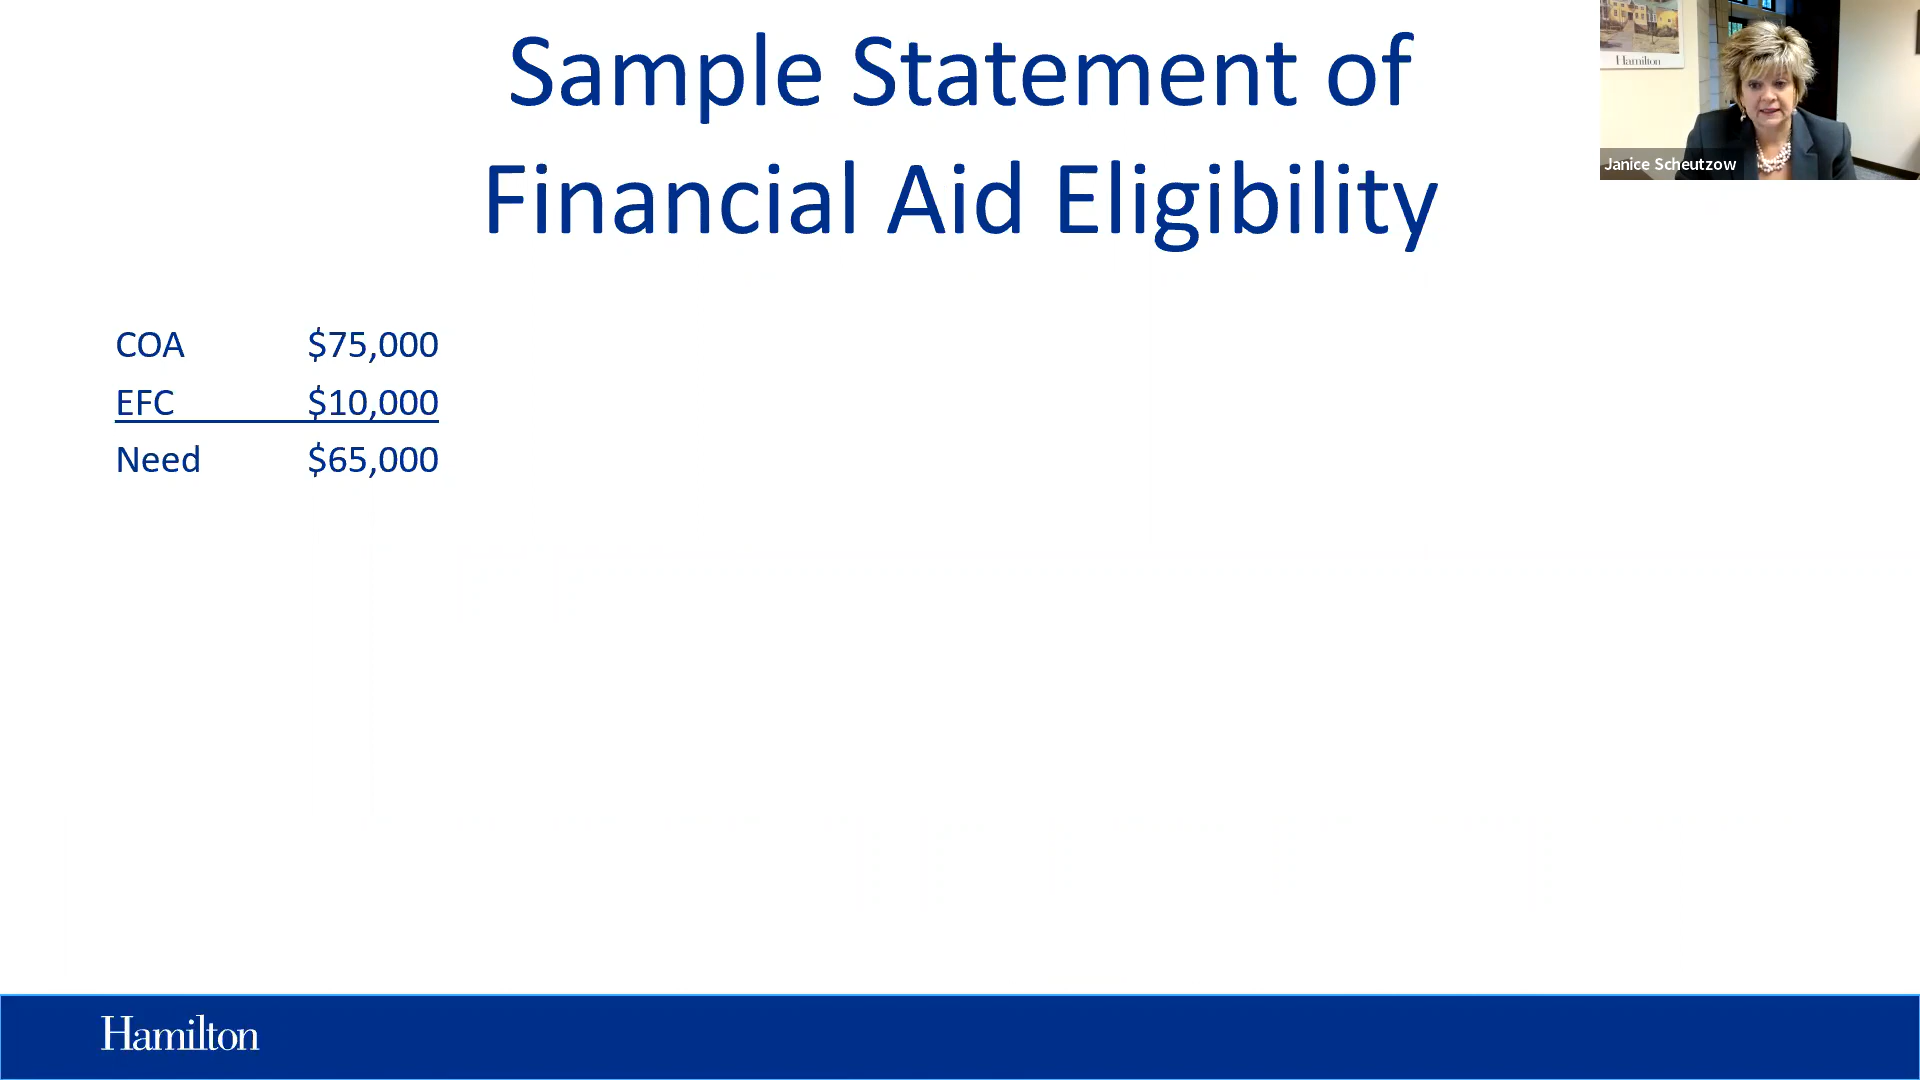 Sample Statement of
Financial Aid Eligibility
Hamilton
Janice Scheutzow
COA $75,000
EFC $10,000
Need $65,000
Hamilton